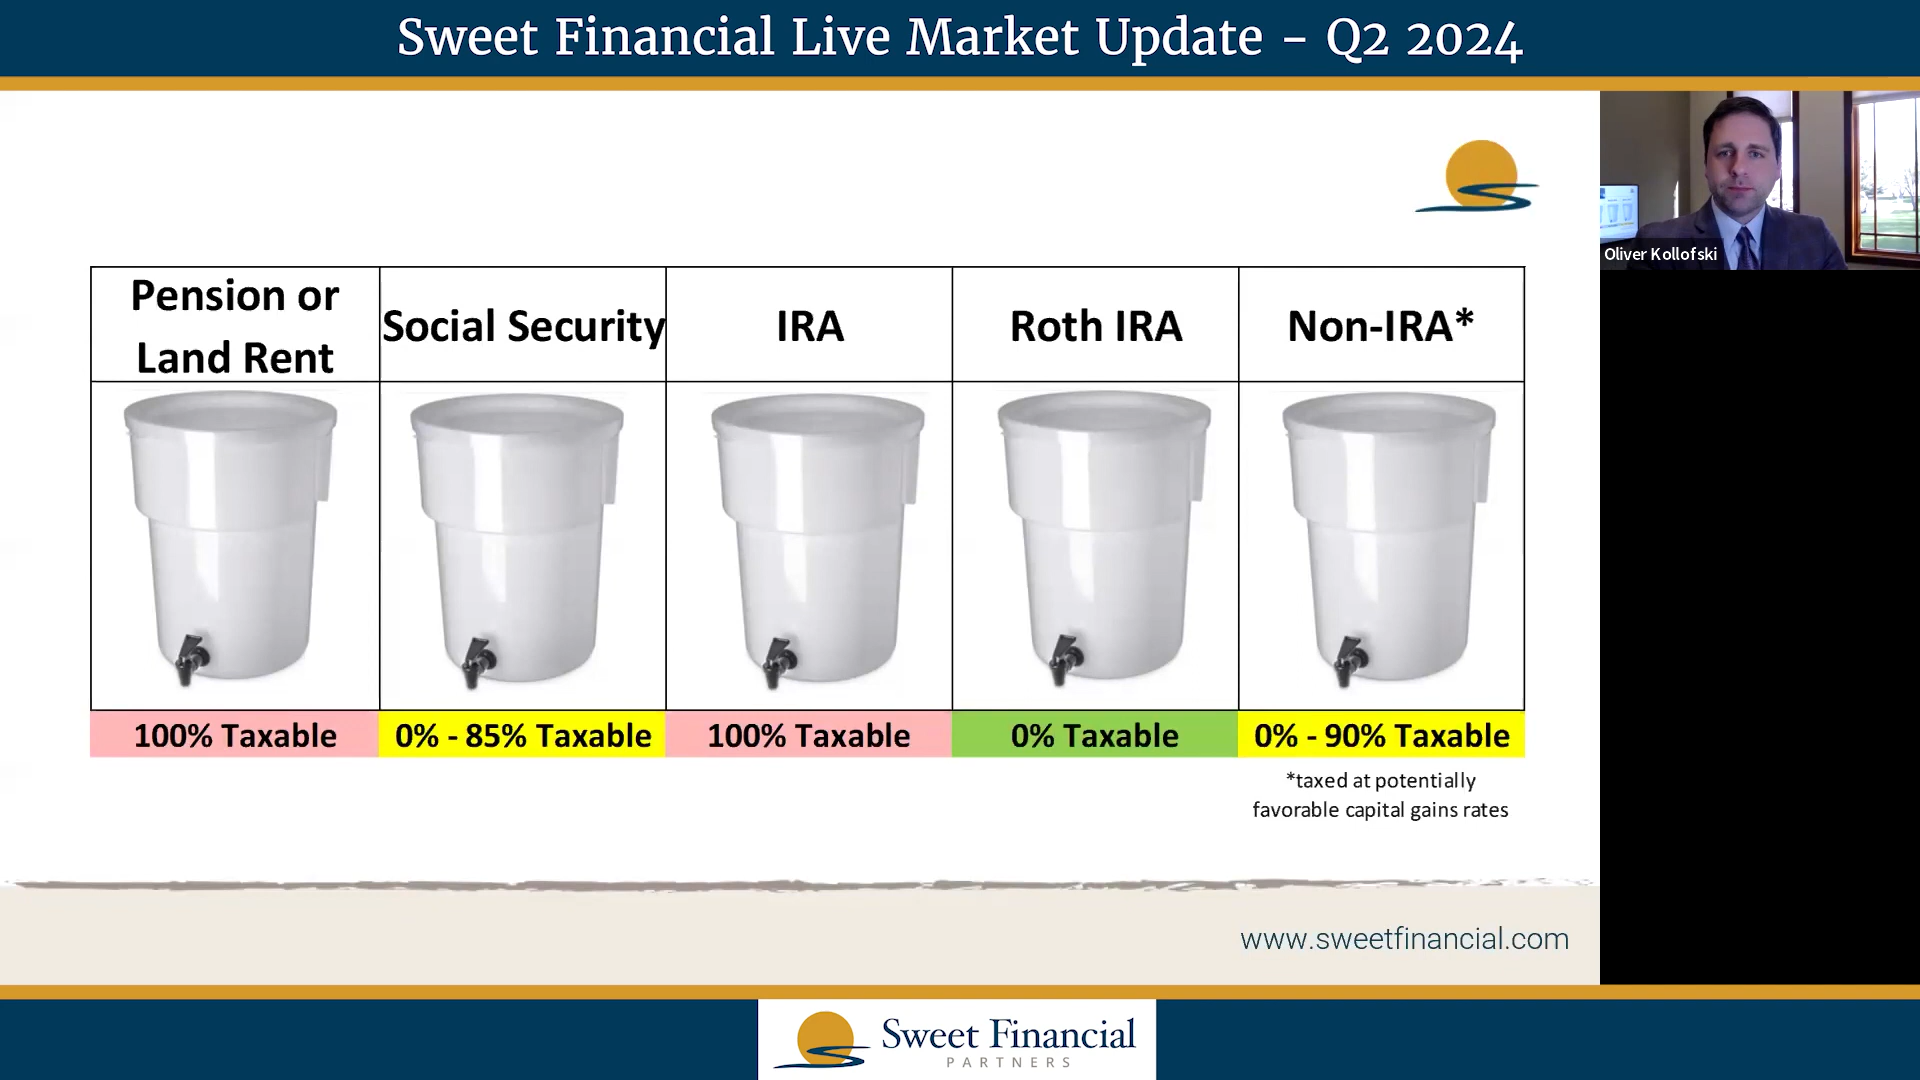 Sweet Financial Live Market Update - Q2 2024
Oliver Kollofski
Pension or
Land Rent
Social Security
IRA
Roth IRA
Non-IRA*
100% Taxable
0% - 85% Taxable
100% Taxable
0% Taxable
0% - 90% Taxable
*taxed at potentially
favorable capital gains rates
www.sweetfinancial.com
Sweet Financial
PARTNERS